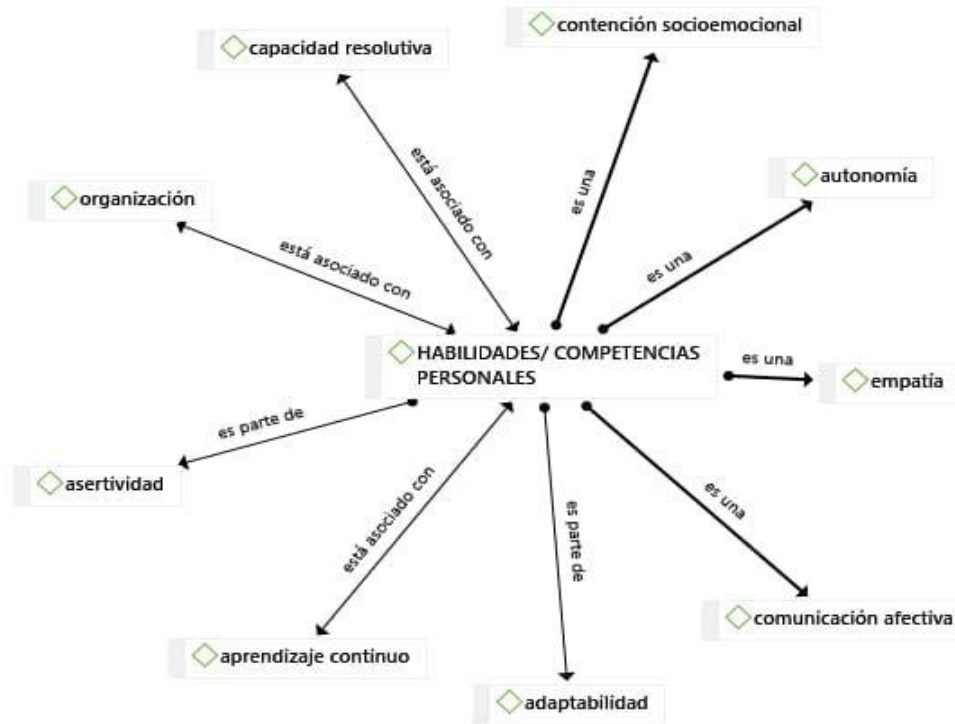 contención socioemocional
capacidad resolutiva
está asociado con
es una
autonomía
organización
está asociado con
es una
HABILIDADES/ COMPETENCIAS
PERSONALES
es una
empatía
es parte de
asertividad
está asociado con
es parte de
es una
comunicación afectiva
aprendizaje continuo
adaptabilidad